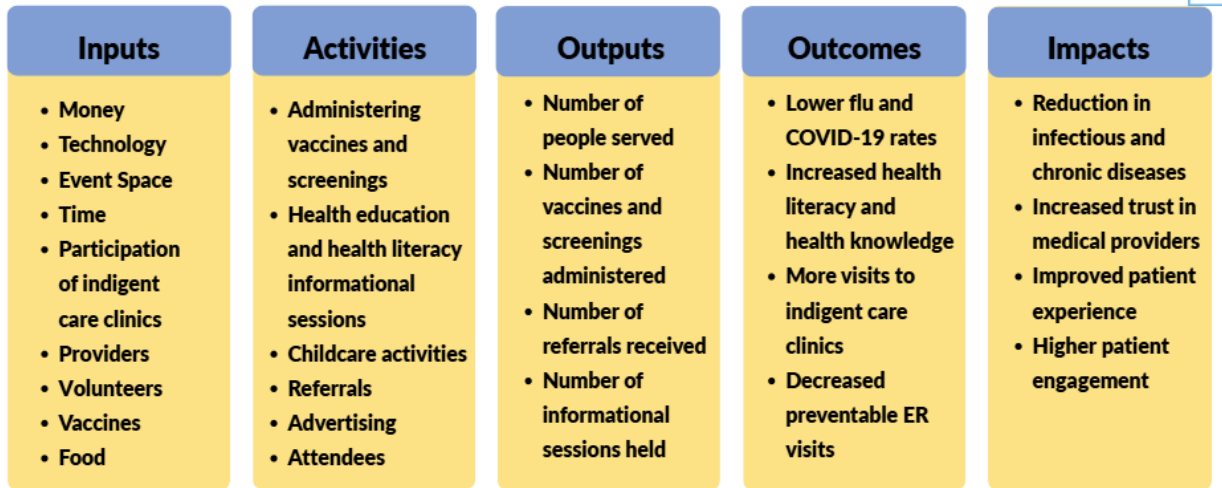 Inputs
• Money
• Technology
• Event Space
• Time
• Participation
of indigent
care clinics
• Providers
• Volunteers
• Vaccines
• Food
Activities
• Administering
vaccines and
screenings
• Health education
and health literacy
informational
sessions
• Childcare activities
• Referrals
• Advertising
• Attendees
Outputs
• Number of
people served
• Number of
vaccines and
screenings
administered
• Number of
referrals received
• Number of
informational
sessions held
Outcomes
• Lower flu and
COVID-19 rates
• Increased health
literacy and
health knowledge
• More visits to
indigent care
clinics
• Decreased
preventable ER
visits
Impacts
• Reduction in
infectious and
chronic diseases
• Increased trust in
medical providers
• Improved patient
experience
• Higher patient
engagement